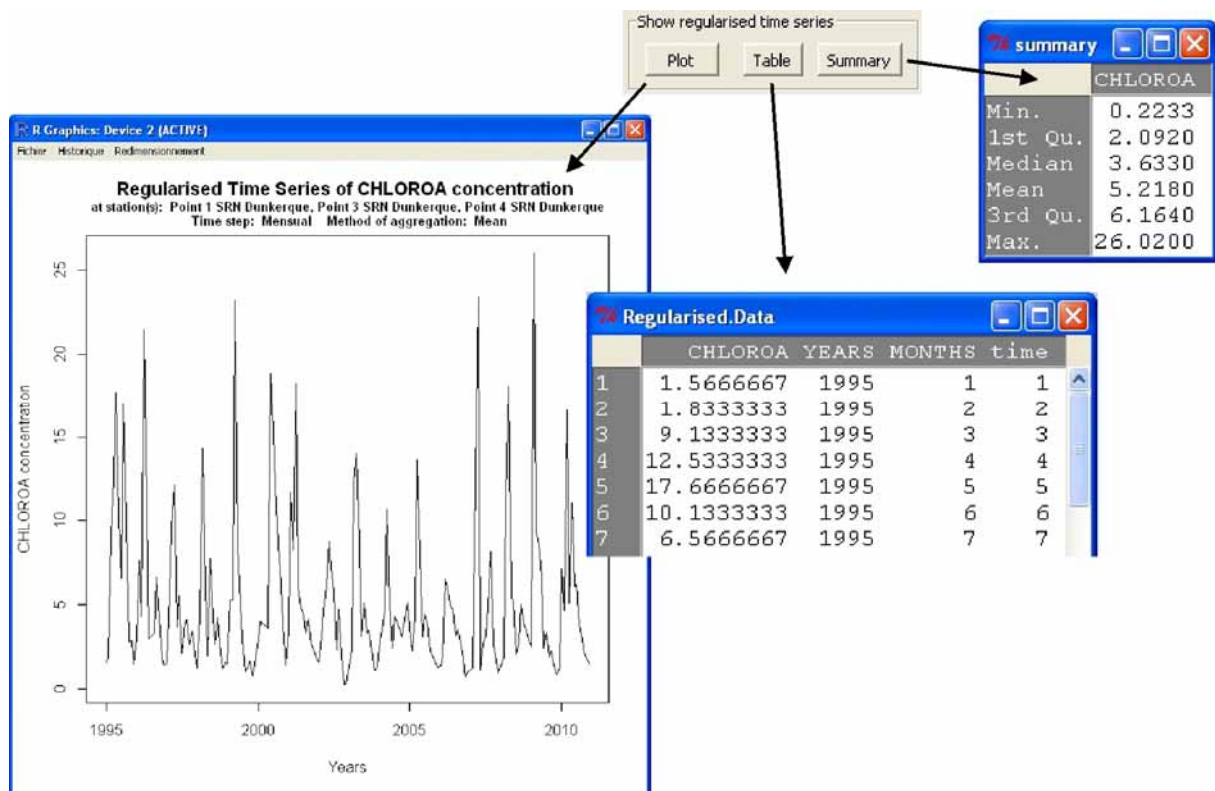 Show regularised time series
Plot Table Summary
summary
CHLOROA
Min. 0.2233
1st Qu. 2.0920
Median 3.6330
Mean 5.2180
3rd Qu. 6.1640
Max. 26.0200
R Graphics: Device 2 (ACTIVE)
Fichier Historique Redimensionnement
Regularised Time Series of CHLOROA concentration
at station(s): Point 1 SRN Dunkerque, Point 3 SRN Dunkerque, Point 4 SRN Dunkerque
Time step: Mensual Method of aggregation: Mean
CHLOROA concentration
25
20
15
10
5
0
1995 2000 2005 2010
Years
Regularised.Data
CHLOROA YEARS MONTHS time
1 1.5666667 1995 1 1
2 1.8333333 1995 2 2
3 9.1333333 1995 3 3
4 12.5333333 1995 4 4
5 17.6666667 1995 5 5
6 10.1333333 1995 6 6
7 6.5666667 1995 7 7